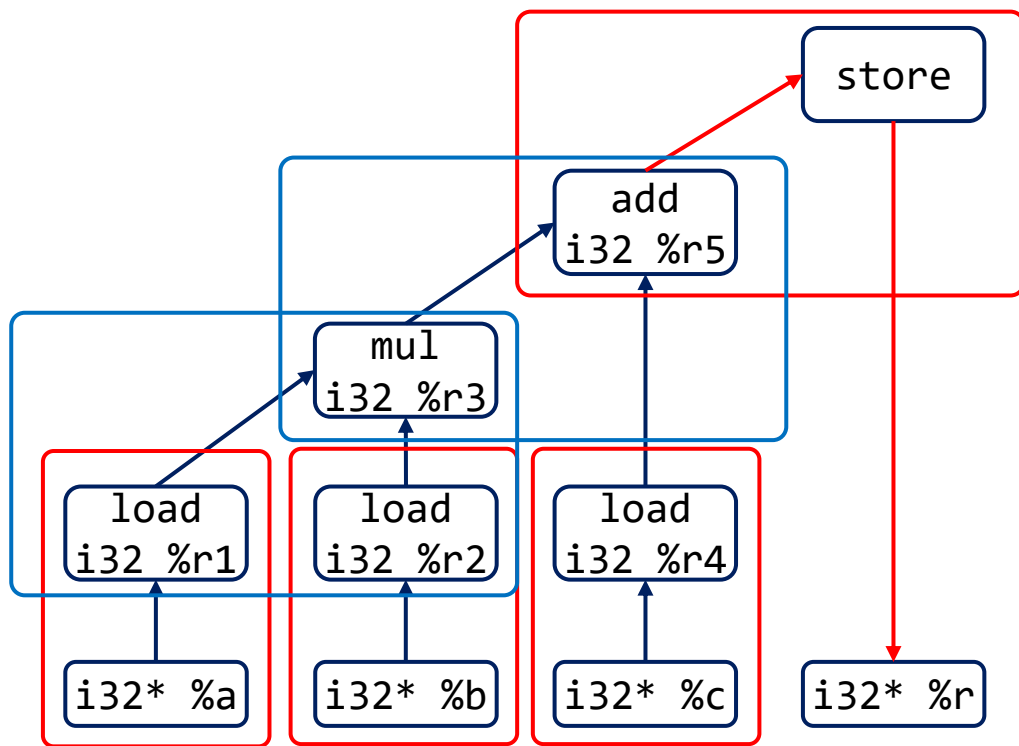 store
add
i32 %r5
mul
i32 %r3
load
i32 %r1
load
i32 %r2
load
i32 %r4
i32* %a
i32* %b
i32* %c
i32* %r